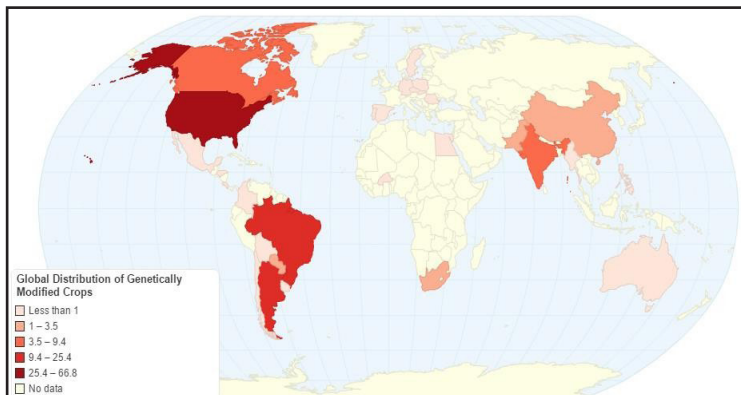 Global Distribution of Genetically
Modified Crops
Less than 1
1 – 3.5
3.5 – 9.4
9.4 – 25.4
25.4 – 66.8
No data